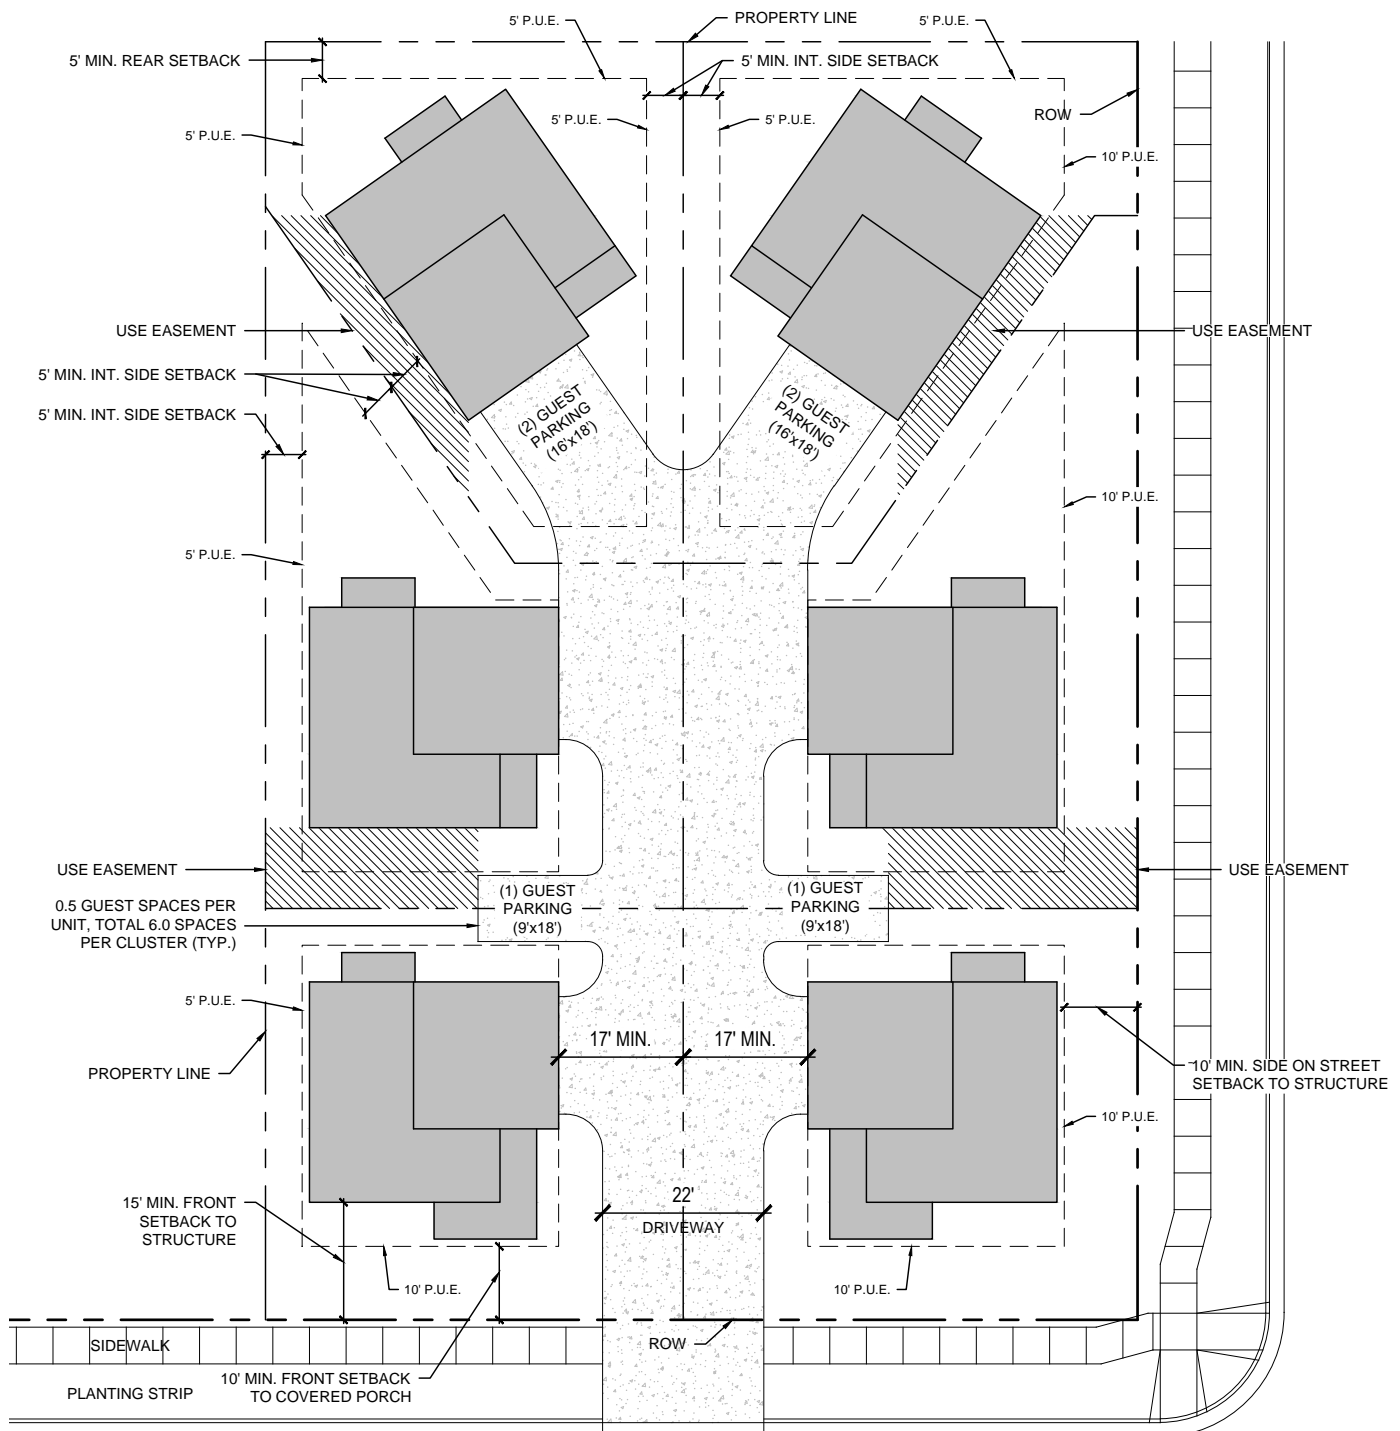 5' P.U.E.
PROPERTY LINE
5' P.U.E.
5' MIN. REAR SETBACK
5' MIN. INT. SIDE SETBACK
ROW
5' P.U.E.
5' P.U.E.
5' P.U.E.
10' P.U.E.
USE EASEMENT
USE EASEMENT
5' MIN. INT. SIDE SETBACK
5' MIN. INT. SIDE SETBACK
(2) GUEST
PARKING
(16'x18')
(2) GUEST
PARKING
(16'x18')
10' P.U.E.
5' P.U.E.
USE EASEMENT
USE EASEMENT
(1) GUEST
PARKING
(9'x18')
(1) GUEST
PARKING
(9'x18')
0.5 GUEST SPACES PER
UNIT, TOTAL 6.0 SPACES
PER CLUSTER (TYP.)
5' P.U.E.
17' MIN.
17' MIN.
PROPERTY LINE
10' MIN. SIDE ON STREET
SETBACK TO STRUCTURE
10' P.U.E.
15' MIN. FRONT
SETBACK TO
STRUCTURE
22'
DRIVEWAY
10' P.U.E.
10' P.U.E.
SIDEWALK
ROW
10' MIN. FRONT SETBACK
TO COVERED PORCH
PLANTING STRIP